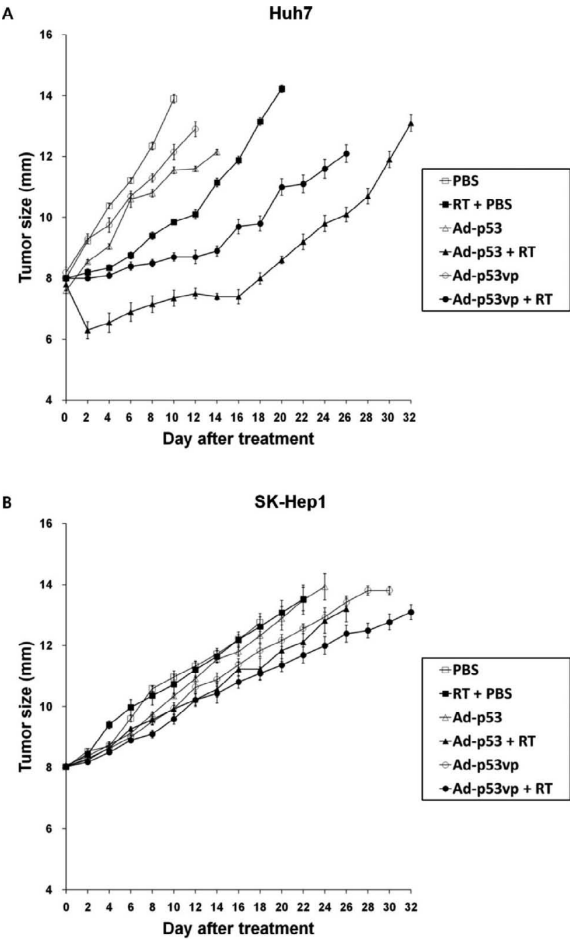 A
Huh7
16
14
12
10
8
6
4
Tumor size (mm)
0 2 4 6 8 10 12 14 16 18 20 22 24 26 28 30 32
Day after treatment
PBS
RT + PBS
Ad-p53
Ad-p53 + RT
Ad-p53vp
Ad-p53vp + RT
B
SK-Hep1
16
14
12
10
8
6
4
Tumor size (mm)
0 2 4 6 8 10 12 14 16 18 20 22 24 26 28 30 32
Day after treatment
PBS
RT + PBS
Ad-p53
Ad-p53 + RT
Ad-p53vp
Ad-p53vp + RT